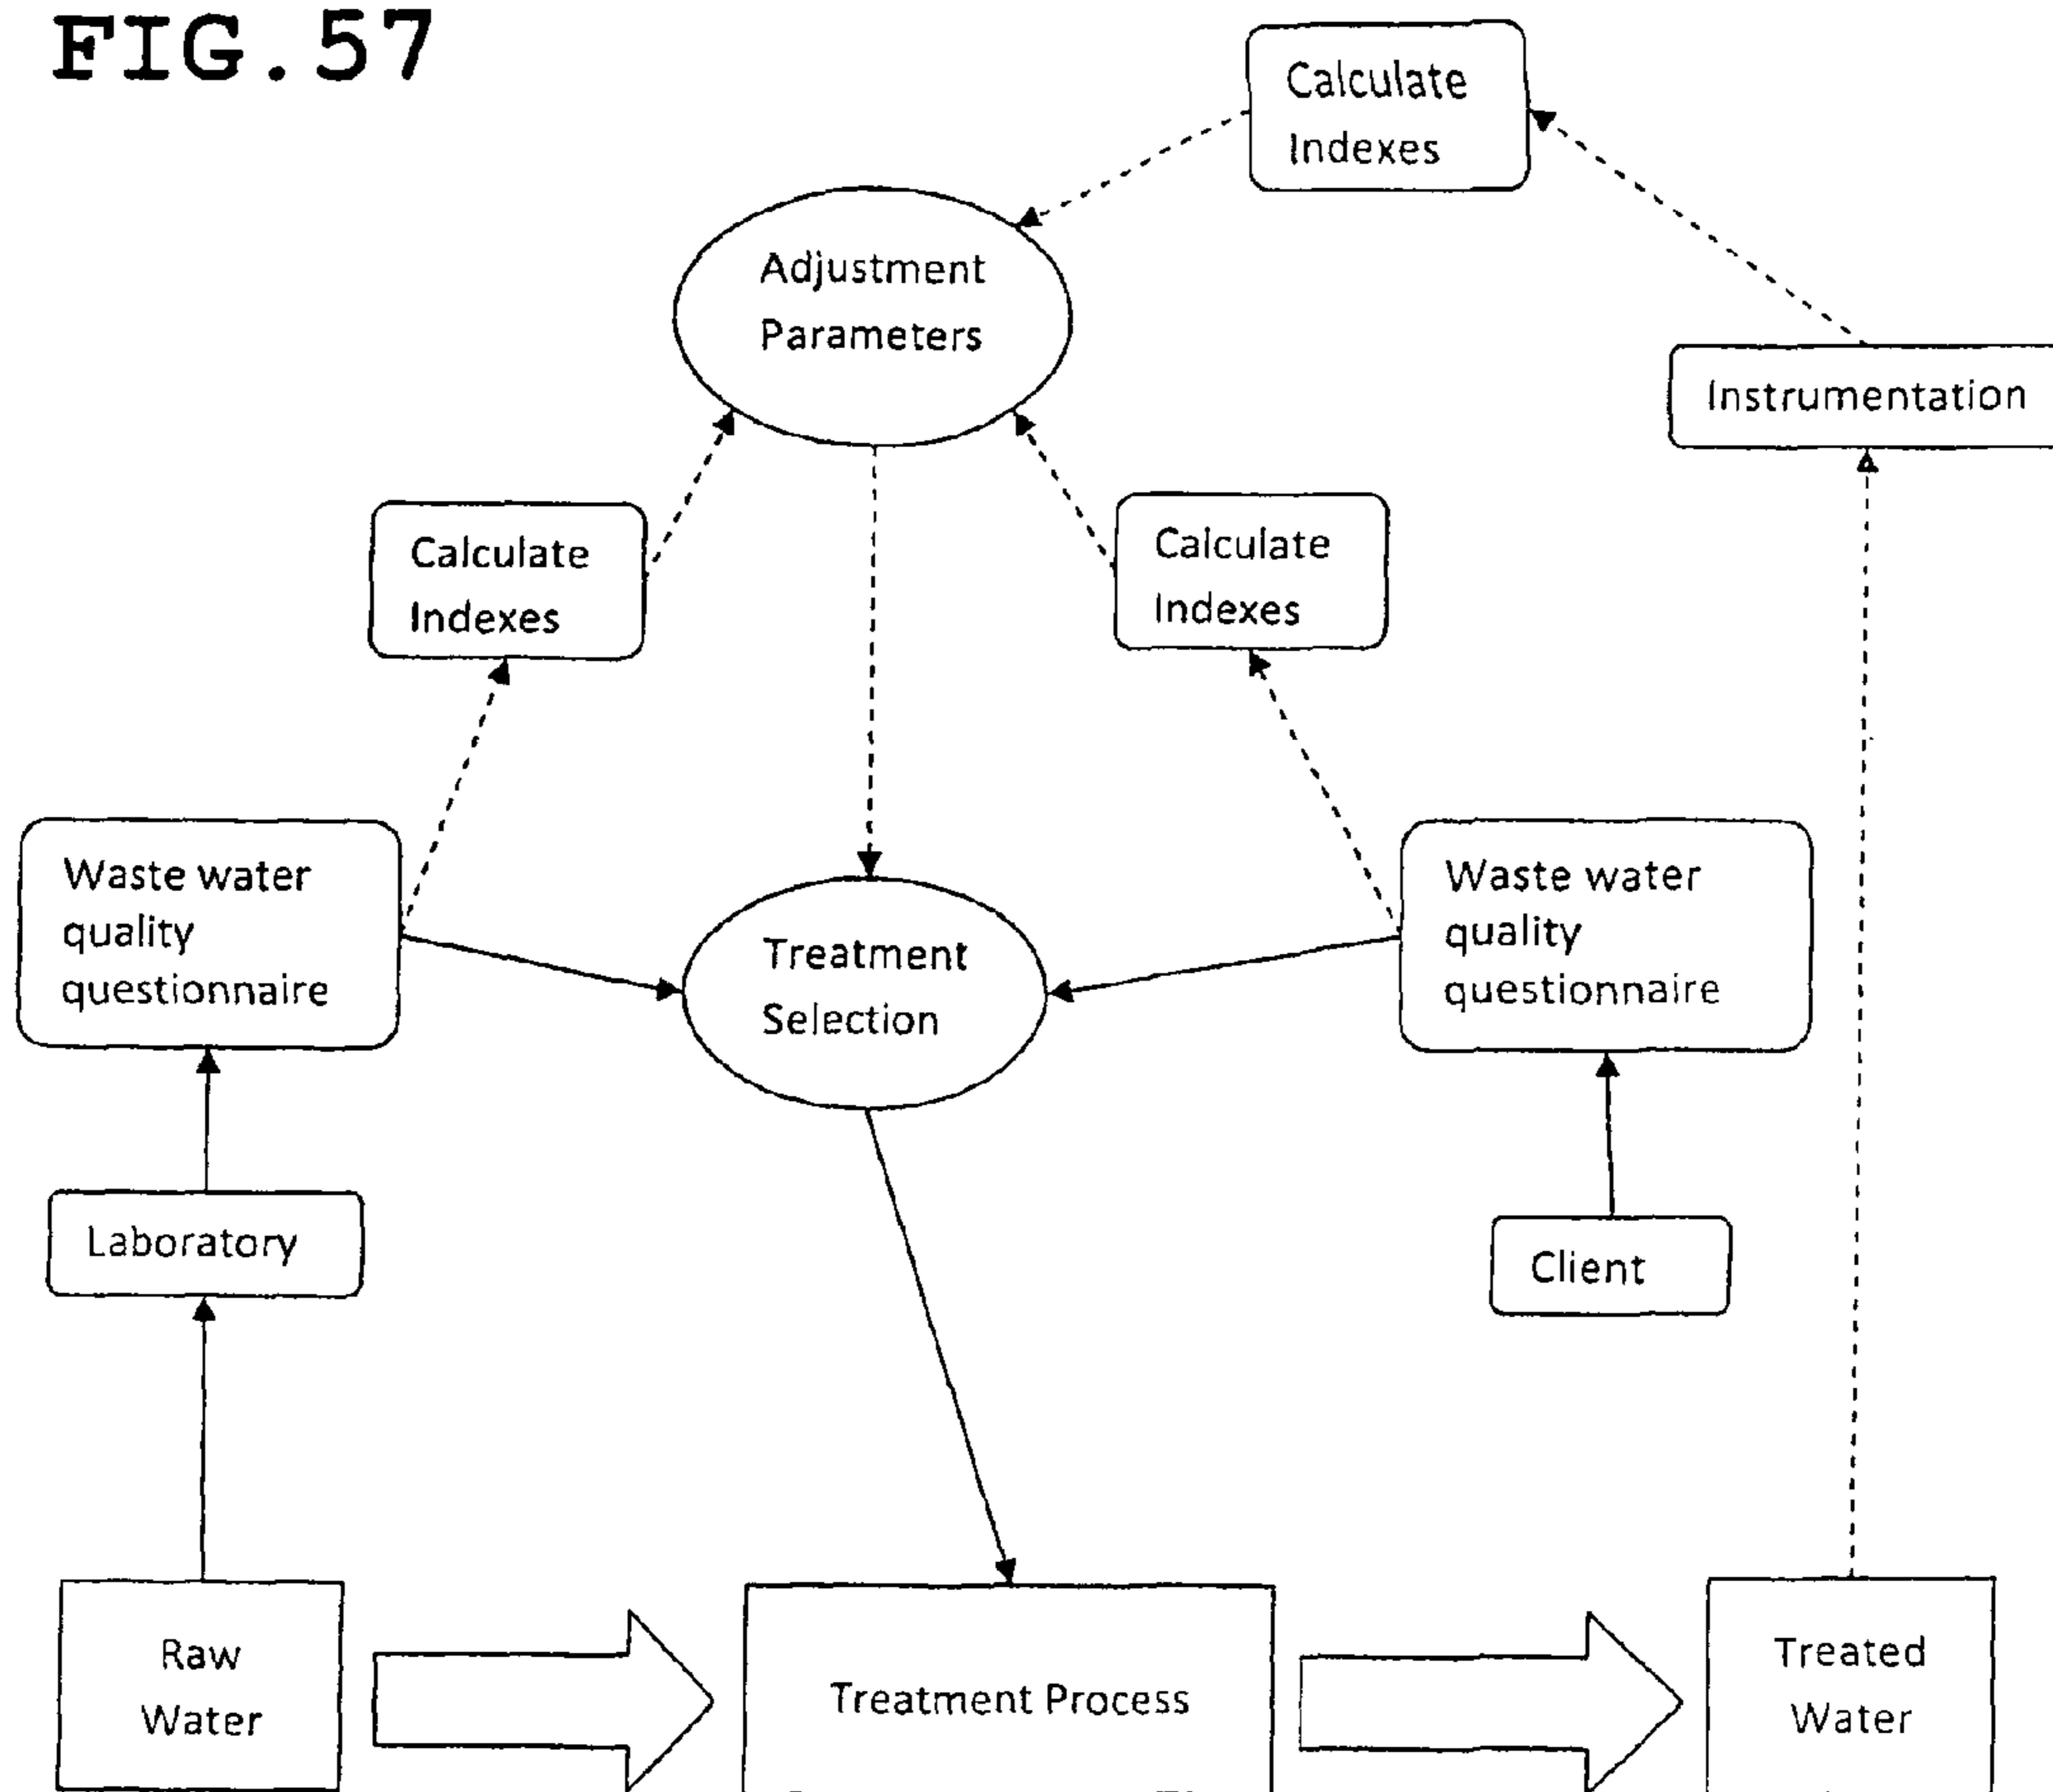 FIG.57
Calculate
Indexes
Adjustment
Parameters
Instrumentation
Calculate
Indexes
Calculate
Indexes
Waste water
quality
questionnaire
Treatment
Selection
Waste water
quality
questionnaire
Laboratory
Client
Raw
Water
Treatment Process
Treated
Water